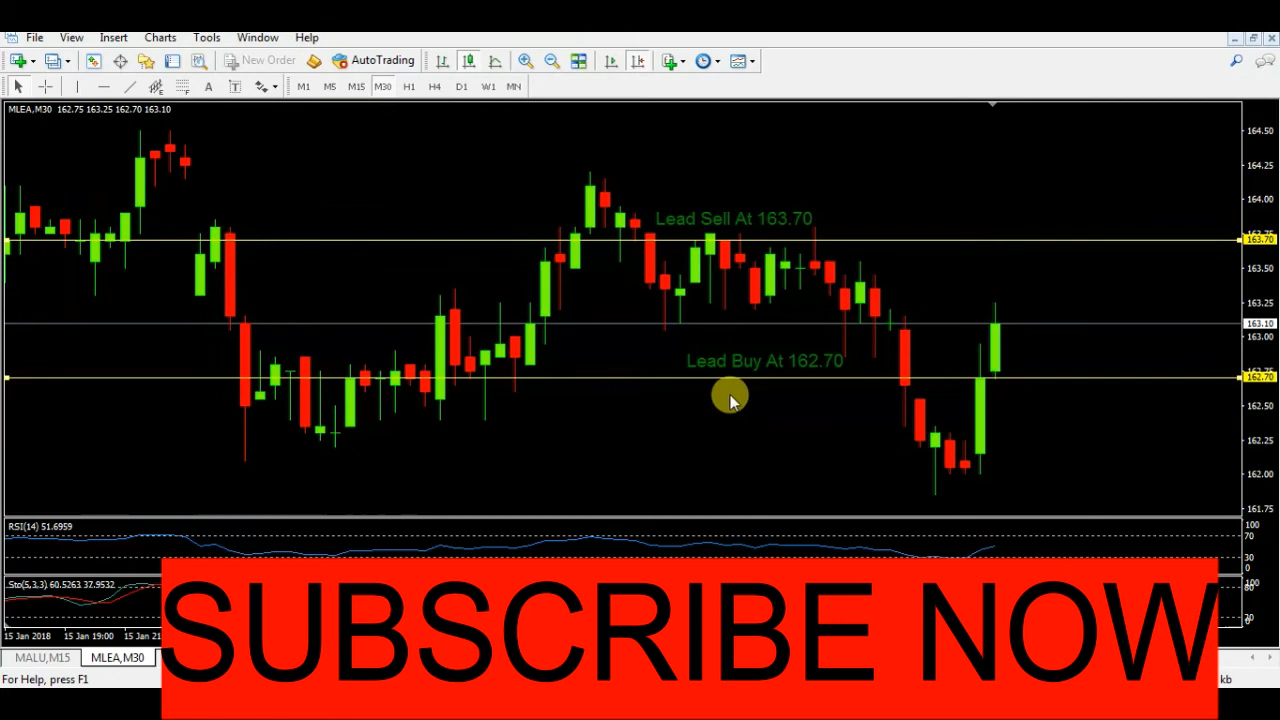 File View Insert Charts Tools Window Help
New Order AutoTrading
A T M1 M5 M15 M30 H1 H4 D1 W1 MN
MLEA,M30 162.75 163.25 162.70 163.10
164.50
164.25
164.00
Lead Sell At 163.70
163.70
163.50
163.25
163.10
163.00
Lead Buy At 162.70
162.70
162.50
162.25
162.00
161.75
RSI(14) 51.6959
100
70
30
0
Sto(5,3,3) 60.5263 37.9532
100
80
0
15 Jan 2018 15 Jan 19:00 15 Jan 21
MALU,M15 MLEA,M30
For Help, press F1
kb
SUBSCRIBE NOW